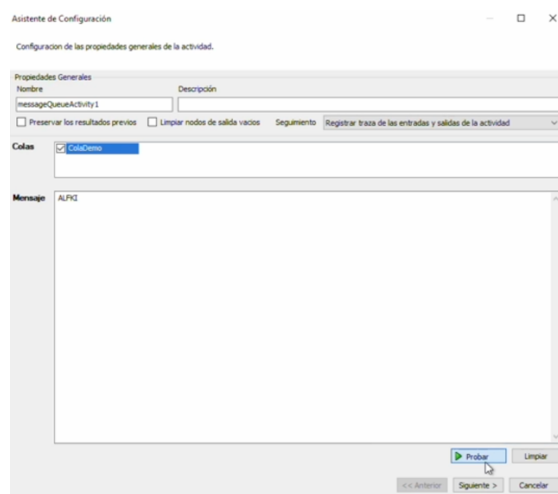 Asistente de Configuración
Configuracion de las propiedades generales de la actividad.
Propiedades Generales
Nombre Descripción
messageQueueActivity1
Preservar los resultados previos Limpiar nodos de salida vacios Seguimiento Registrar traza de las entradas y salidas de la actividad
Colas ColaDemo
Mensaje ALFKI
Probar Limpiar
<< Anterior Siguiente > Cancelar